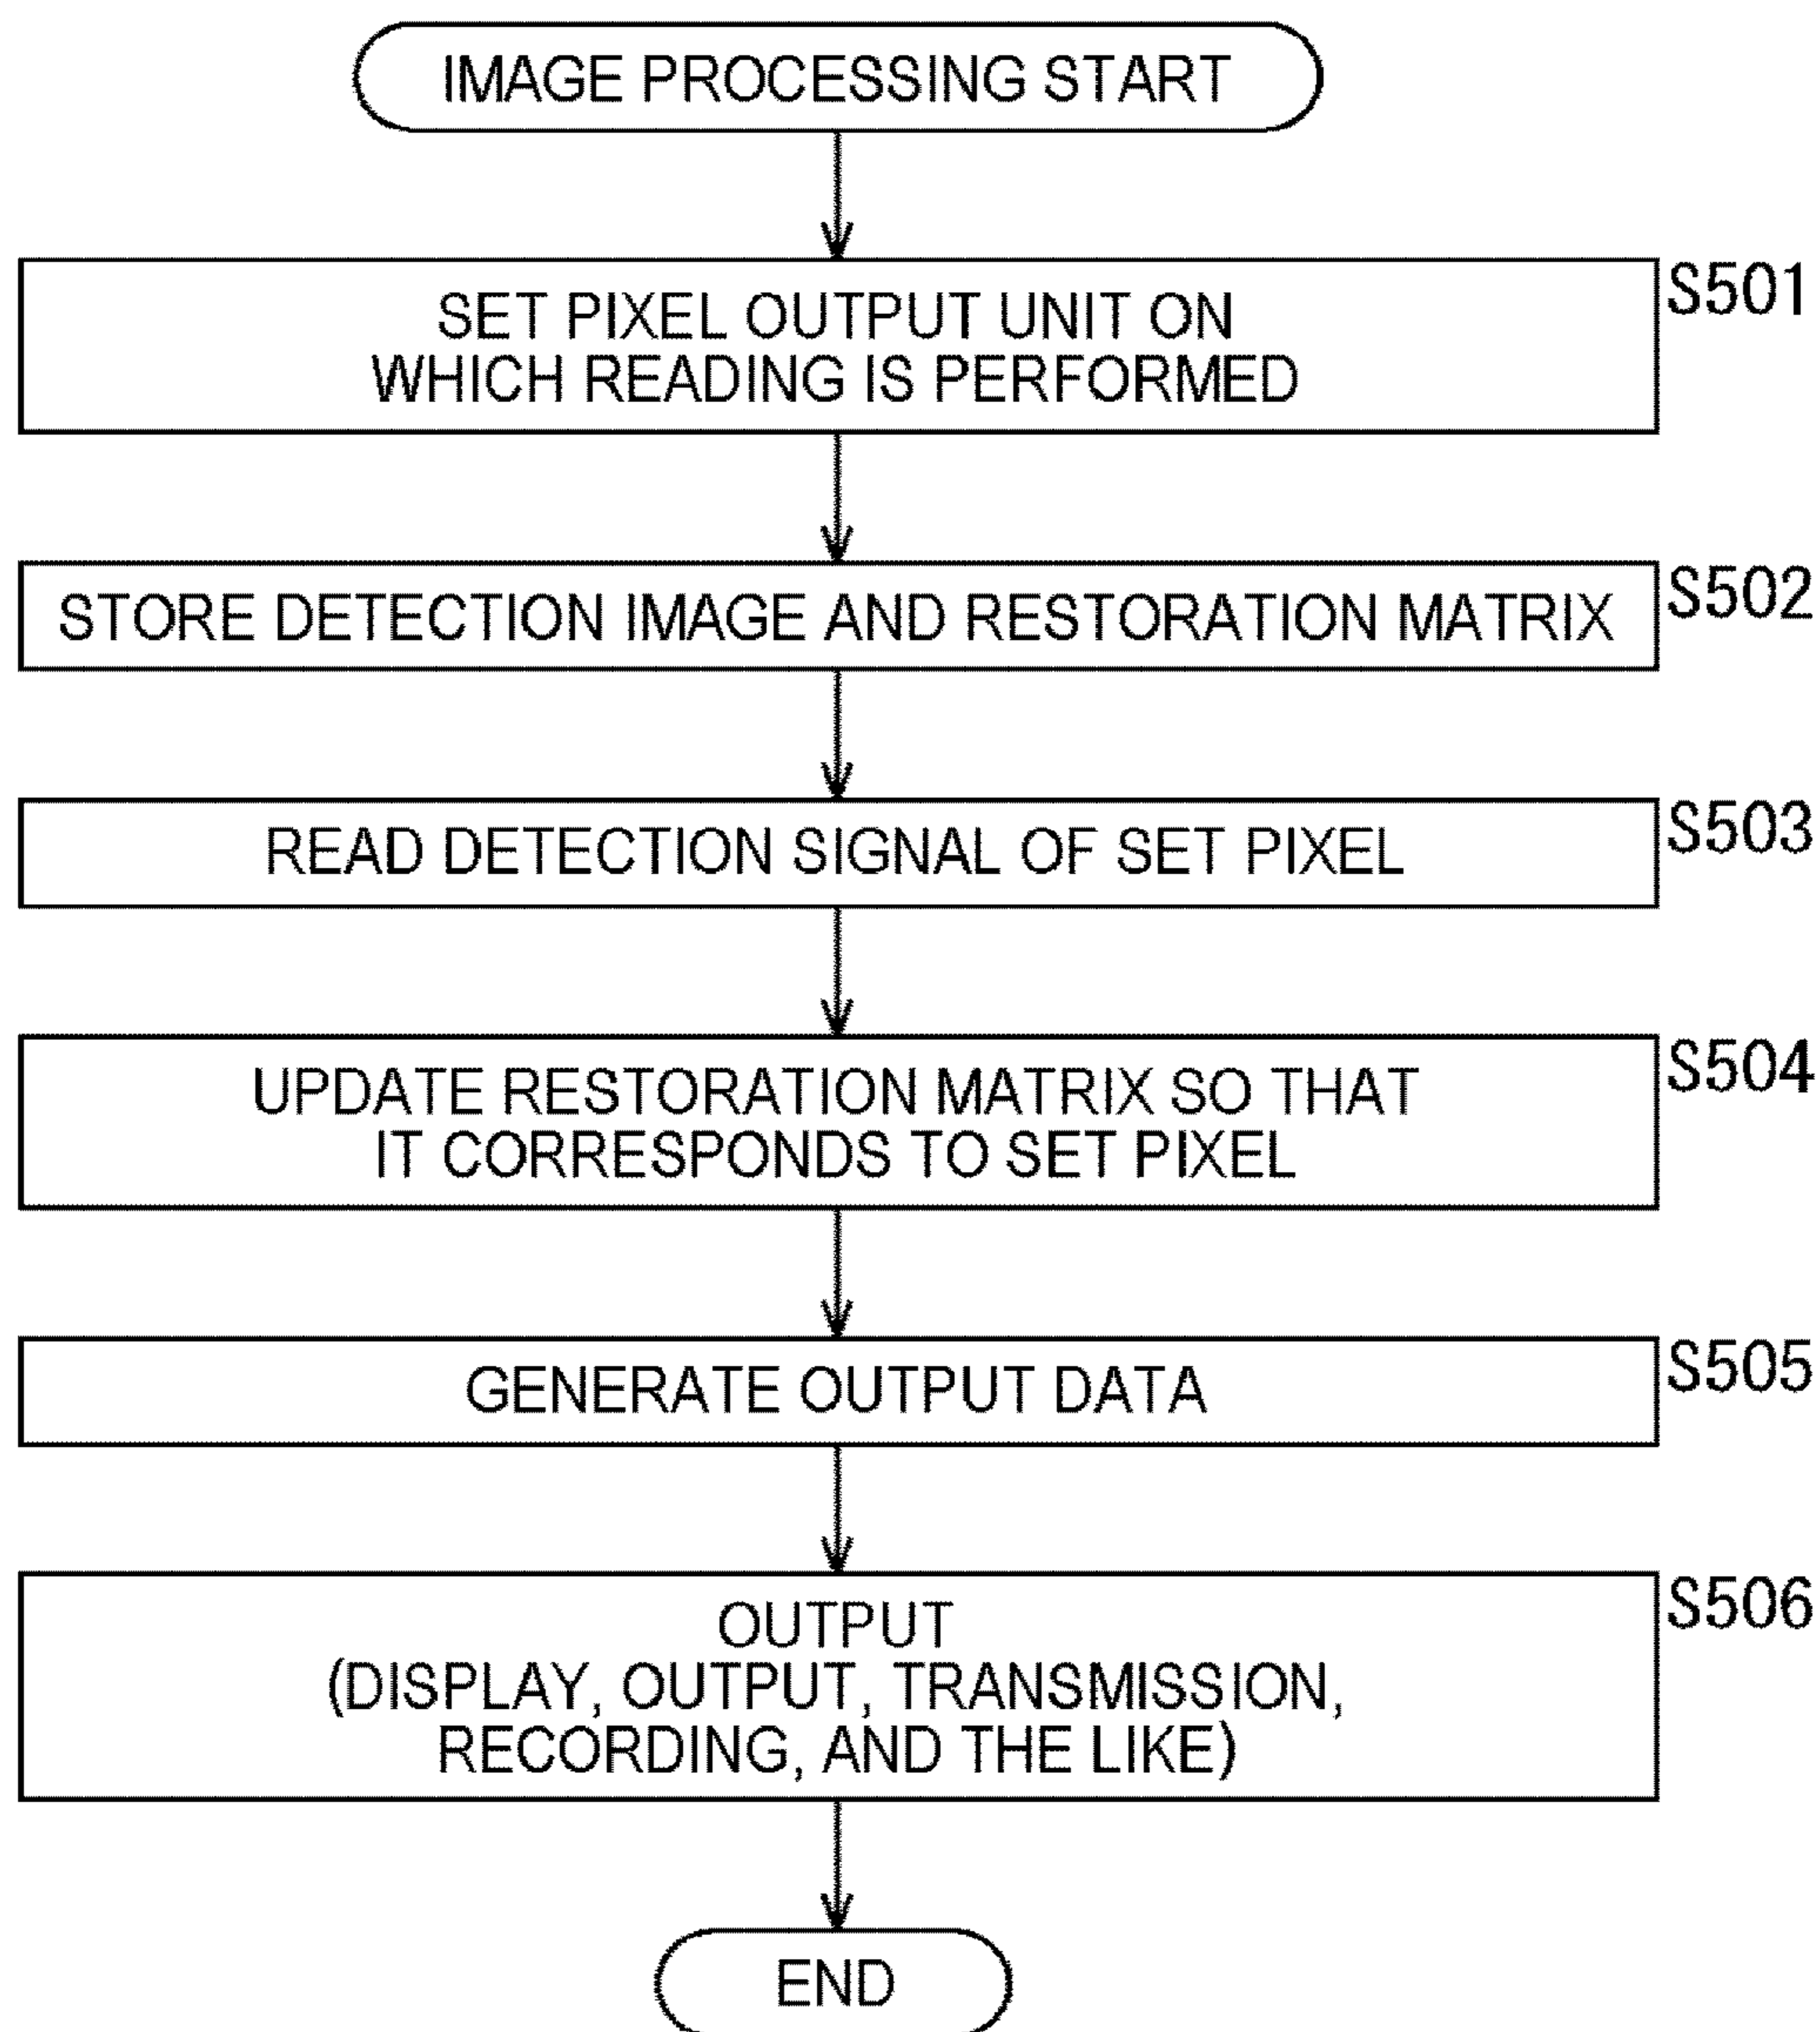 IMAGE PROCESSING START
S501
SET PIXEL OUTPUT UNIT ON
WHICH READING IS PERFORMED
S502
STORE DETECTION IMAGE AND RESTORATION MATRIX
S503
READ DETECTION SIGNAL OF SET PIXEL
S504
UPDATE RESTORATION MATRIX SO THAT
IT CORRESPONDS TO SET PIXEL
S505
GENERATE OUTPUT DATA
S506
OUTPUT
(DISPLAY, OUTPUT, TRANSMISSION,
RECORDING, AND THE LIKE)
END